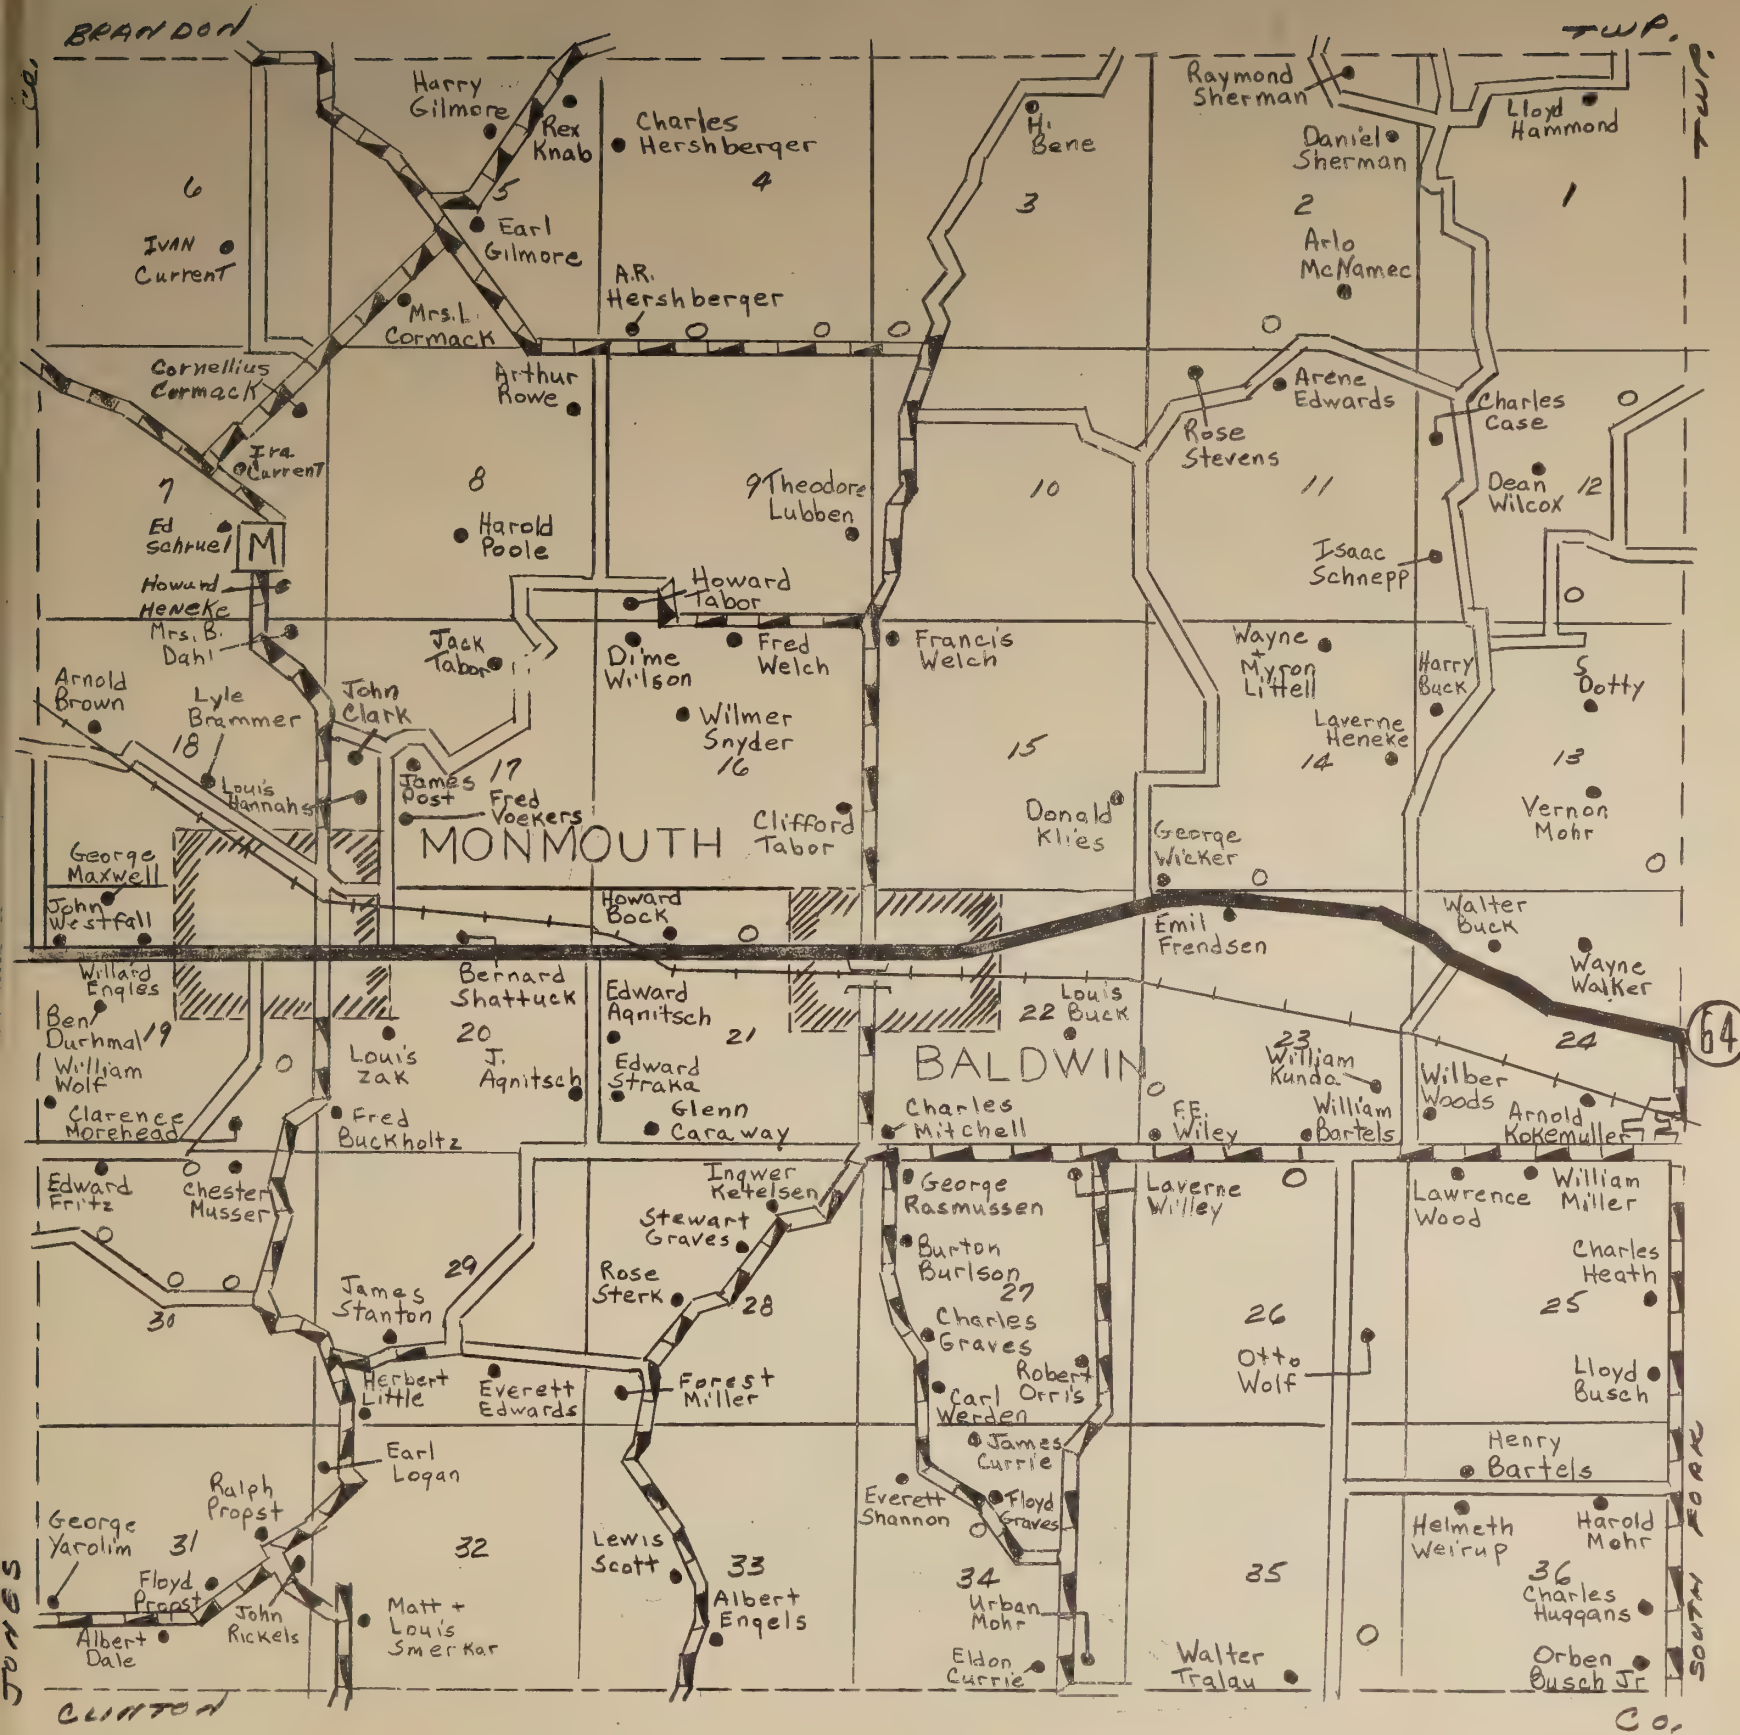 BRANDON
TWP.
CO.
TWP.
Harry
Gilmore
Rex
Knab
Charles
Hershberger
H.
Bene
Raymond
Sherman
Daniel
Sherman
Lloyd
Hammond
6
5
4
3
2
1
IVAN
Current
Earl
Gilmore
A.R.
Hershberger
Arlo
McNamec
Mrs. L.
Cormack
Cornellius
Cormack
Arthur
Rowe
Rose
Stevens
Arene
Edwards
Charles
Case
Ira
Current
7
8
9
Theodore
Lubben
10
11
Dean
Wilcox
12
Ed
Schruel
M
Harold
Poole
Isaac
Schnepp
Howard
Heneke
Howard
Tabor
Mrs. B.
Dahl
Jack
Tabor
Dime
Wilson
Fred
Welch
Francis
Welch
Wayne
+
Myron
Littell
Harry
Buck
S
Dotty
Arnold
Brown
Lyle
Brammer
John
Clark
Wilmer
Snyder
Laverne
Heneke
18
17
16
15
14
13
Louis
Hannahs
James
Post
Fred
Voekers
Clifford
Tabor
Donald
Klies
Vernon
Mohr
MONMOUTH
George
Wicker
George
Maxwell
John
Westfall
Howard
Bock
Emil
Frendsen
Walter
Buck
Wayne
Walker
Willard
Engles
Bernard
Shattuck
Edward
Agnitsch
Louis
Buck
64
Ben
Durhmal
19
20
21
22
23
24
William
Wolf
Louis
Zak
J.
Agnitsch
Edward
Straka
BALDWIN
William
Kunda
Wilber
Woods
Clarence
Morehead
Fred
Buckholtz
Glenn
Caraway
Charles
Mitchell
F.E.
Wiley
William
Bartels
Arnold
Kokemuller
Edward
Fritz
Chester
Musser
Ingwer
Ketelsen
George
Rasmussen
Laverne
Willey
Lawrence
Wood
William
Miller
Stewart
Graves
Burton
Burlson
Charles
Heath
30
29
28
27
26
25
James
Stanton
Rose
Sterk
Charles
Graves
Otto
Wolf
Lloyd
Busch
Herbert
Little
Everett
Edwards
Forest
Miller
Robert
Orris
Carl
Werden
Earl
Logan
James
Currie
Henry
Bartels
Ralph
Propst
Everett
Shannon
Floyd
Graves
Helmeth
Weirup
Harold
Mohr
George
Yarolim
31
32
Lewis
Scott
33
34
35
36
Floyd
Propst
John
Rickels
Matt +
Louis
Smerkar
Albert
Engels
Urban
Mohr
Charles
Huggans
Albert
Dale
Eldon
Currie
Walter
Tralau
Orben
Busch Jr
JONES
SOUTH FORK
CLINTON
CO.